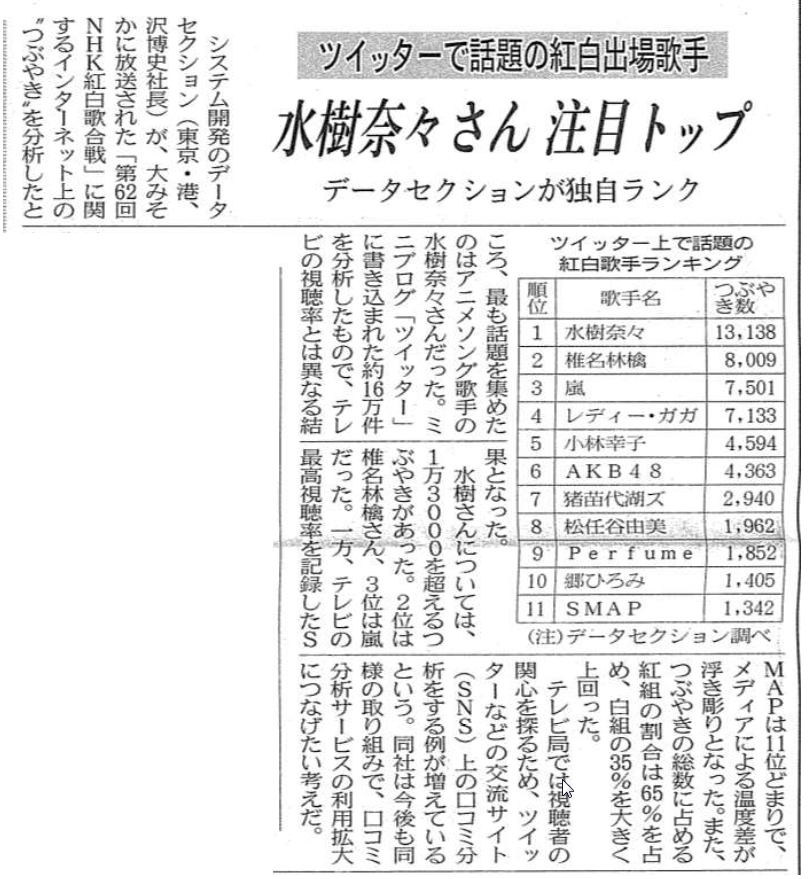 ツイッターで話題の紅白出場歌手
水樹奈々さん 注目トップ
データセクションが独自ランク
システム開発のデータ
セクション（東京・港、
沢博史社長）が、大みそ
かに放送された「第62回
NHK紅白歌合戦」に関
するインターネット上の
〝つぶやき〟を分析したと
ころ、最も話題を集めた
のはアニメソング歌手の
水樹奈々さんだった。ミ
ニブログ「ツイッター」
に書き込まれた約16万件
を分析したもので、テレ
ビの視聴率とは異なる結
果となった。
水樹さんについては、
1万3000を超えるつ
ぶやきがあった。2位は
椎名林檎さん、3位は嵐
だった。一方、テレビの
最高視聴率を記録したS
MAPは11位どまりで、
メディアによる温度差が
浮き彫りとなった。また、
つぶやきの総数に占める
紅組の割合は65％を占
め、白組の35％を大きく
上回った。
テレビ局では視聴者の
関心を探るため、ツイッ
ターなどの交流サイト
（SNS）上の口コミ分
析をする例が増えている
という。同社は今後も同
様の取り組みで、口コミ
分析サービスの利用拡大
につなげたい考えだ。
ツイッター上で話題の
紅白歌手ランキング
順位 歌手名 つぶやき数
1 水樹奈々 13,138
2 椎名林檎 8,009
3 嵐 7,501
4 レディー・ガガ 7,133
5 小林幸子 4,594
6 AKB48 4,363
7 猪苗代湖ズ 2,940
8 松任谷由美 1,962
9 Perfume 1,852
10 郷ひろみ 1,405
11 SMAP 1,342
（注）データセクション調べ